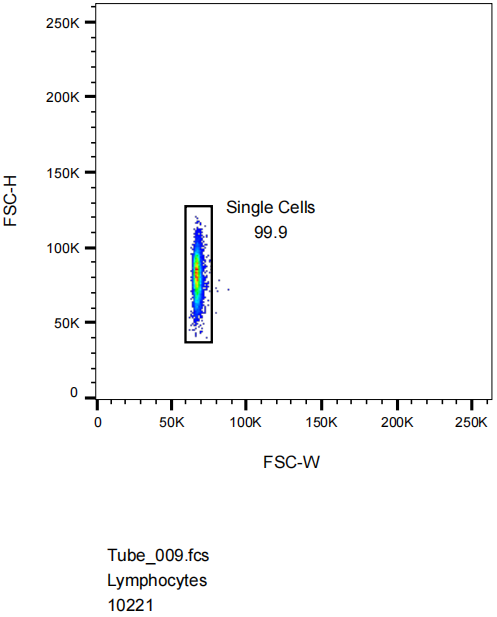 250K
200K
150K
100K
50K
0
FSC-H
Single Cells
99.9
0 50K 100K 150K 200K 250K
FSC-W
Tube_009.fcs
Lymphocytes
10221